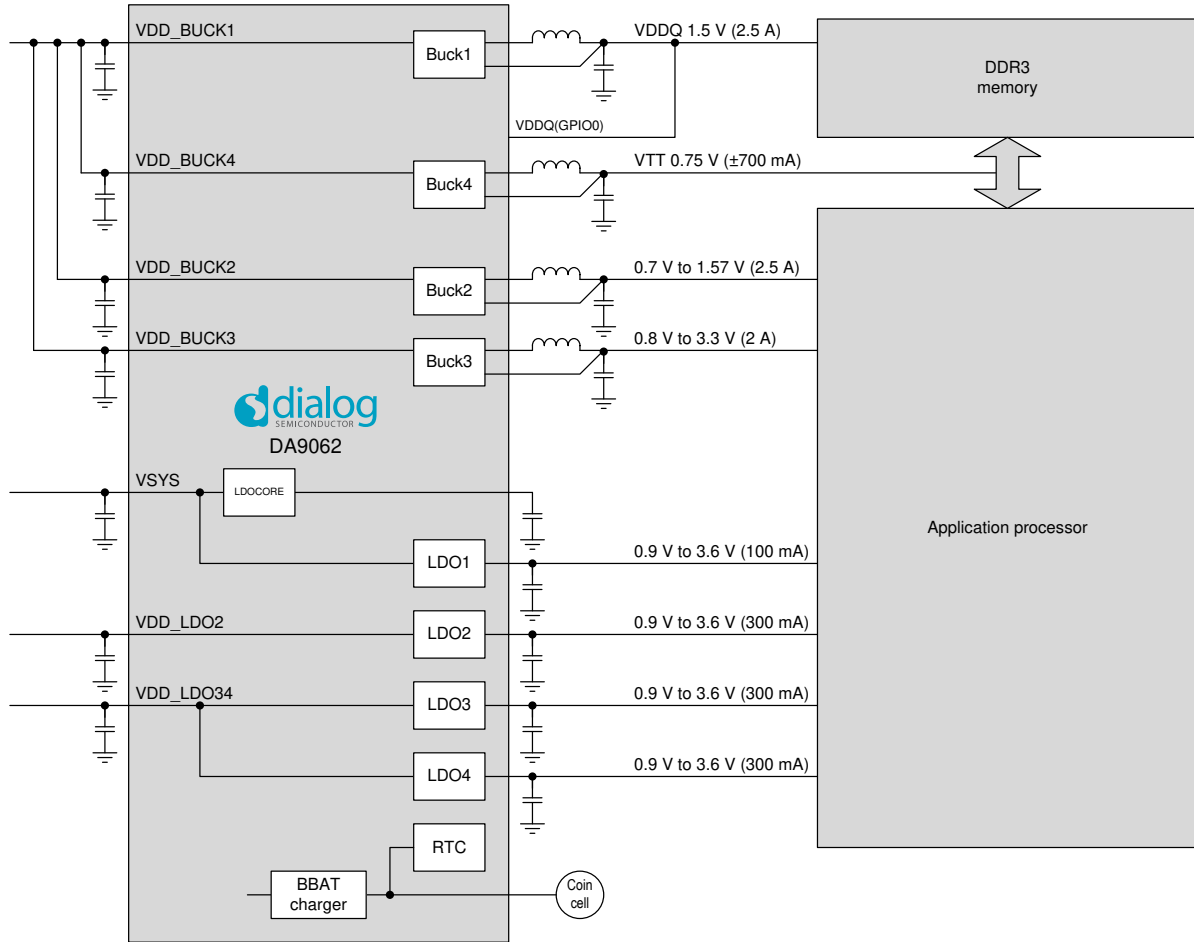 VDD_BUCK1
Buck1
VDDQ 1.5 V (2.5 A)
DDR3
memory
VDDQ(GPIO0)
VDD_BUCK4
Buck4
VTT 0.75 V (±700 mA)
VDD_BUCK2
Buck2
0.7 V to 1.57 V (2.5 A)
VDD_BUCK3
Buck3
0.8 V to 3.3 V (2 A)
dialog
SEMICONDUCTOR
DA9062
VSYS
LDOCORE
Application processor
LDO1
0.9 V to 3.6 V (100 mA)
VDD_LDO2
LDO2
0.9 V to 3.6 V (300 mA)
VDD_LDO34
LDO3
0.9 V to 3.6 V (300 mA)
LDO4
0.9 V to 3.6 V (300 mA)
RTC
BBAT
charger
Coin
cell